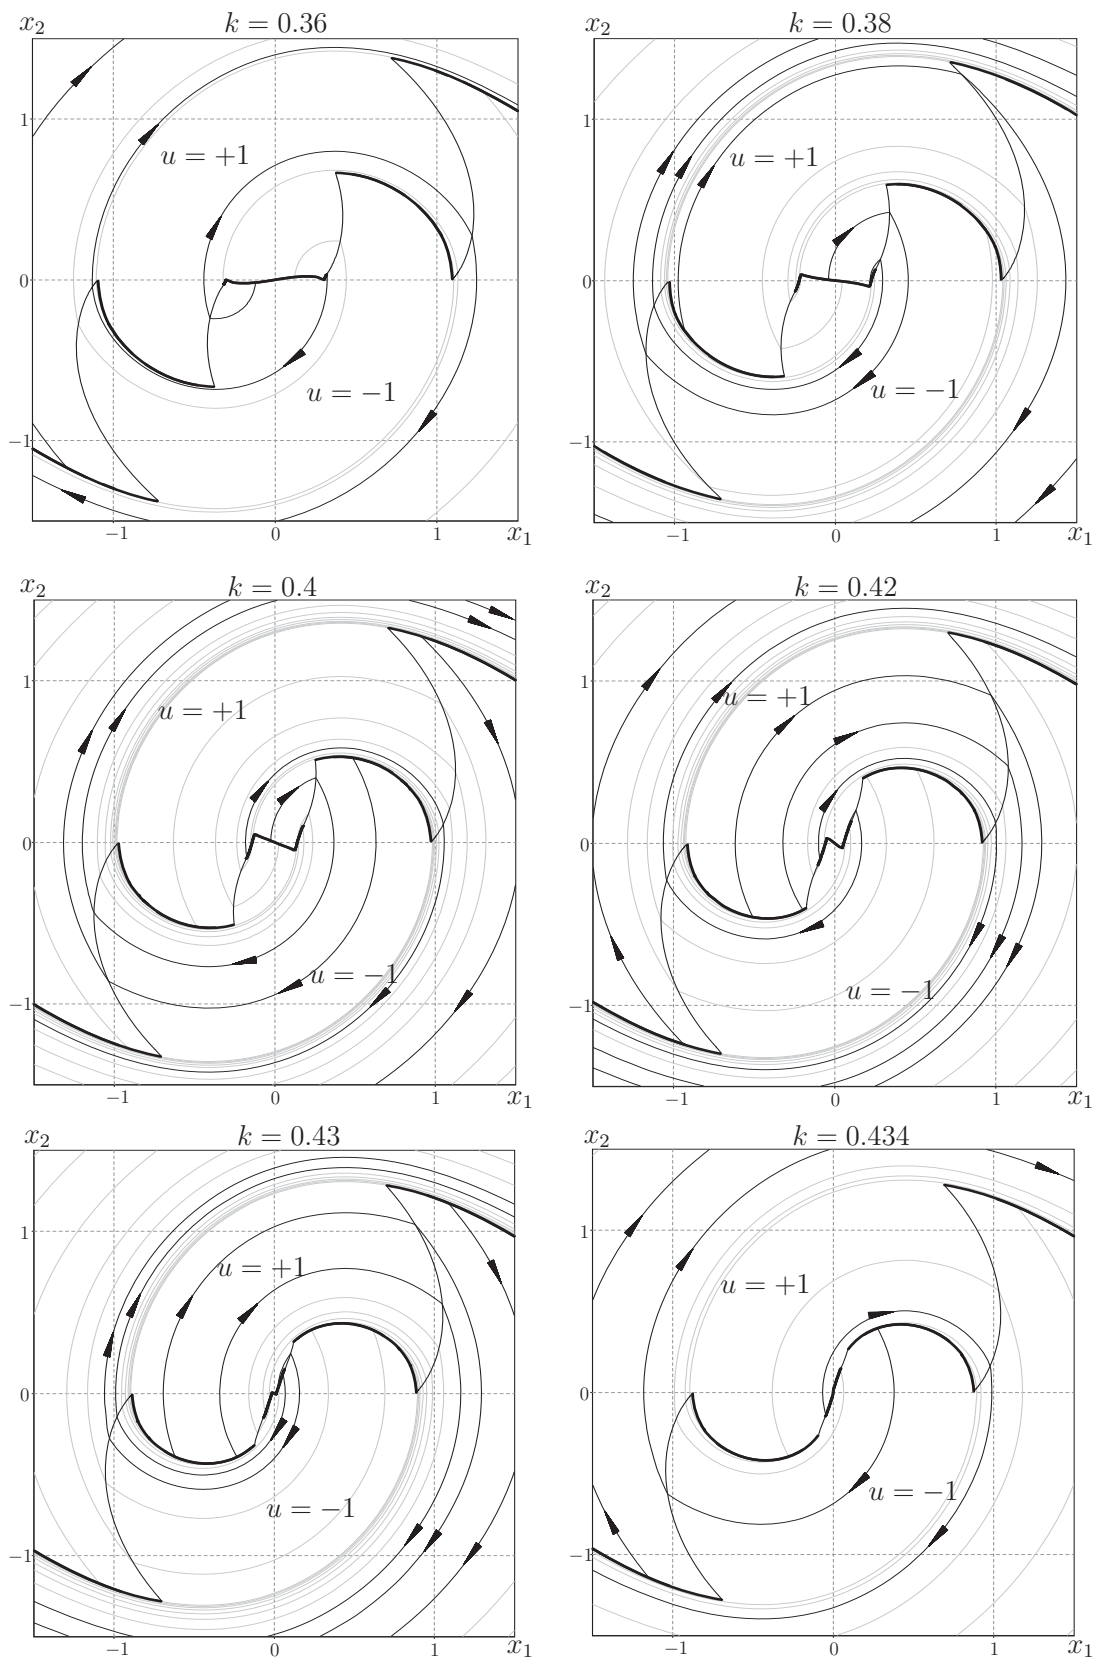 x₂ k = 0.36
1
u = +1
0
u = −1
−1
−1 0 1 x₁
x₂ k = 0.38
1
u = +1
0
u = −1
−1
−1 0 1 x₁
x₂ k = 0.4
1
u = +1
0
u = −1
−1
−1 0 1 x₁
x₂ k = 0.42
1
u = +1
0
u = −1
−1
−1 0 1 x₁
x₂ k = 0.43
1
u = +1
0
u = −1
−1
−1 0 1 x₁
x₂ k = 0.434
1
u = +1
0
u = −1
−1
−1 0 1 x₁